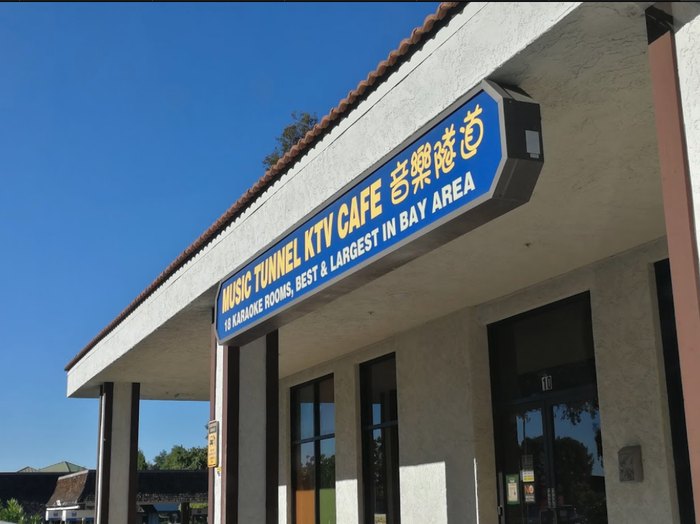 MUSIC TUNNEL KTV CAFE 音樂隧道
18 KARAOKE ROOMS, BEST & LARGEST IN BAY AREA
10